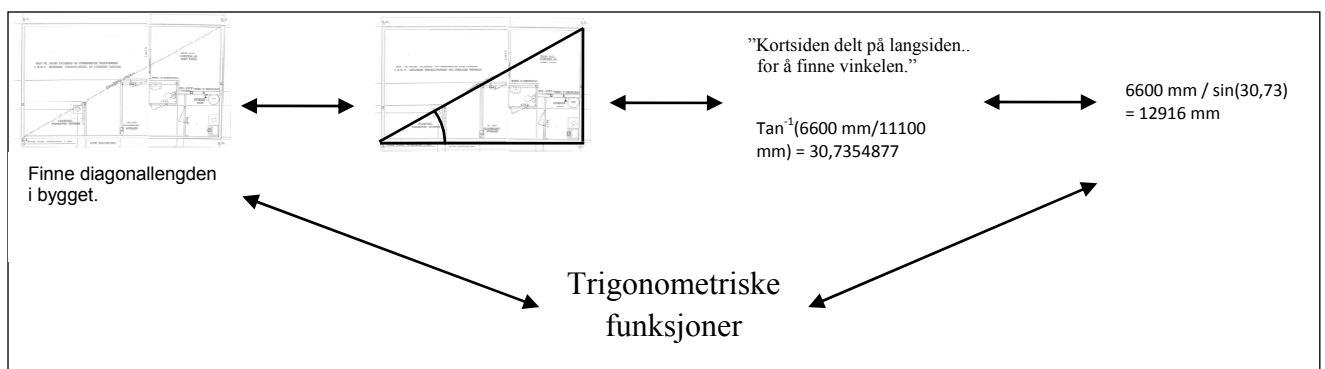 Finne diagonallengden
i bygget.
”Kortsiden delt på langsiden..
for å finne vinkelen.”
Tan⁻¹(6600 mm/11100
mm) = 30,7354877
6600 mm / sin(30,73)
= 12916 mm
Trigonometriske
funksjoner